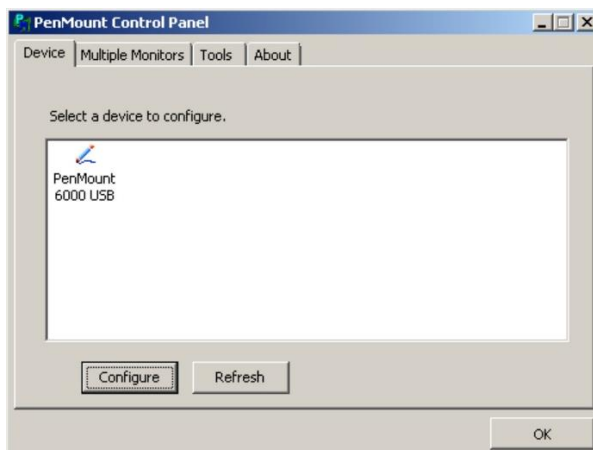 PenMount Control Panel
Device Multiple Monitors Tools About
Select a device to configure.
PenMount
6000 USB
Configure Refresh
OK